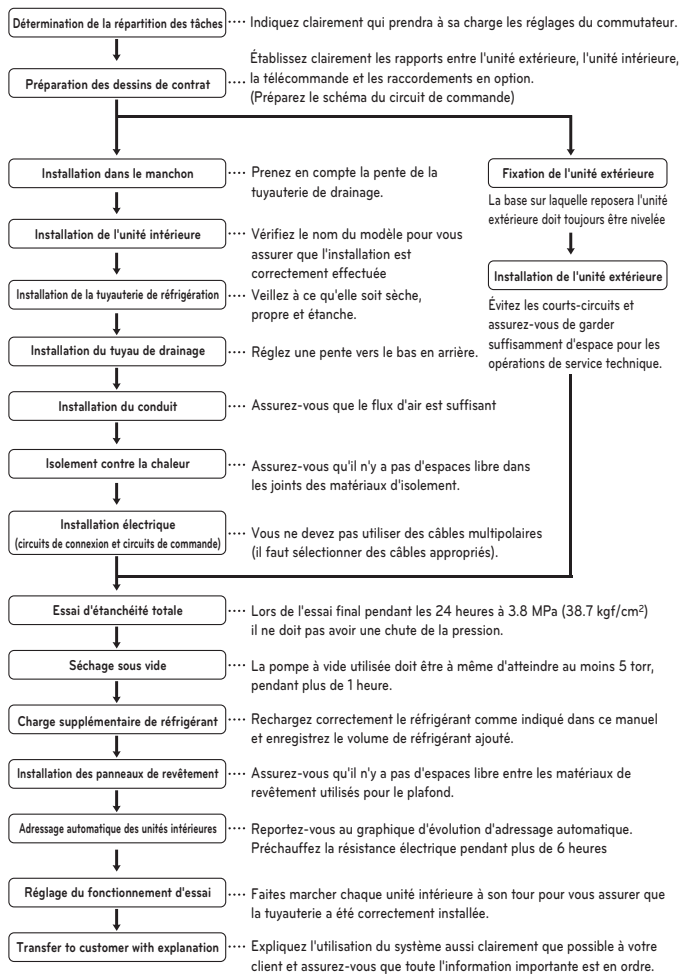 Détermination de la répartition des tâches
···· Indiquez clairement qui prendra à sa charge les réglages du commutateur.
Préparation des dessins de contrat
···· Établissez clairement les rapports entre l'unité extérieure, l'unité intérieure,
la télécommande et les raccordements en option.
(Préparez le schéma du circuit de commande)
Installation dans le manchon
···· Prenez en compte la pente de la
tuyauterie de drainage.
Installation de l'unité intérieure
···· Vérifiez le nom du modèle pour vous
assurer que l'installation est
correctement effectuée
Installation de la tuyauterie de réfrigération
···· Veillez à ce qu'elle soit sèche,
propre et étanche.
Installation du tuyau de drainage
···· Réglez une pente vers le bas en arrière.
Installation du conduit
···· Assurez-vous que le flux d'air est suffisant
Isolement contre la chaleur
···· Assurez-vous qu'il n'y a pas d'espaces libre dans
les joints des matériaux d'isolement.
Installation électrique
(circuits de connexion et circuits de commande)
···· Vous ne devez pas utiliser des câbles multipolaires
(il faut sélectionner des câbles appropriés).
Fixation de l'unité extérieure
La base sur laquelle reposera l'unité
extérieure doit toujours être nivelée
Installation de l'unité extérieure
Évitez les courts-circuits et
assurez-vous de garder
suffisamment d'espace pour les
opérations de service technique.
Essai d'étanchéité totale
···· Lors de l'essai final pendant les 24 heures à 3.8 MPa (38.7 kgf/cm²)
il ne doit pas avoir une chute de la pression.
Séchage sous vide
···· La pompe à vide utilisée doit être à même d'atteindre au moins 5 torr,
pendant plus de 1 heure.
Charge supplémentaire de réfrigérant
···· Rechargez correctement le réfrigérant comme indiqué dans ce manuel
et enregistrez le volume de réfrigérant ajouté.
Installation des panneaux de revêtement
···· Assurez-vous qu'il n'y a pas d'espaces libre entre les matériaux de
revêtement utilisés pour le plafond.
Adressage automatique des unités intérieures
···· Reportez-vous au graphique d'évolution d'adressage automatique.
Préchauffez la résistance électrique pendant plus de 6 heures
Réglage du fonctionnement d'essai
···· Faites marcher chaque unité intérieure à son tour pour vous assurer que
la tuyauterie a été correctement installée.
Transfer to customer with explanation
···· Expliquez l'utilisation du système aussi clairement que possible à votre
client et assurez-vous que toute l'information importante est en ordre.